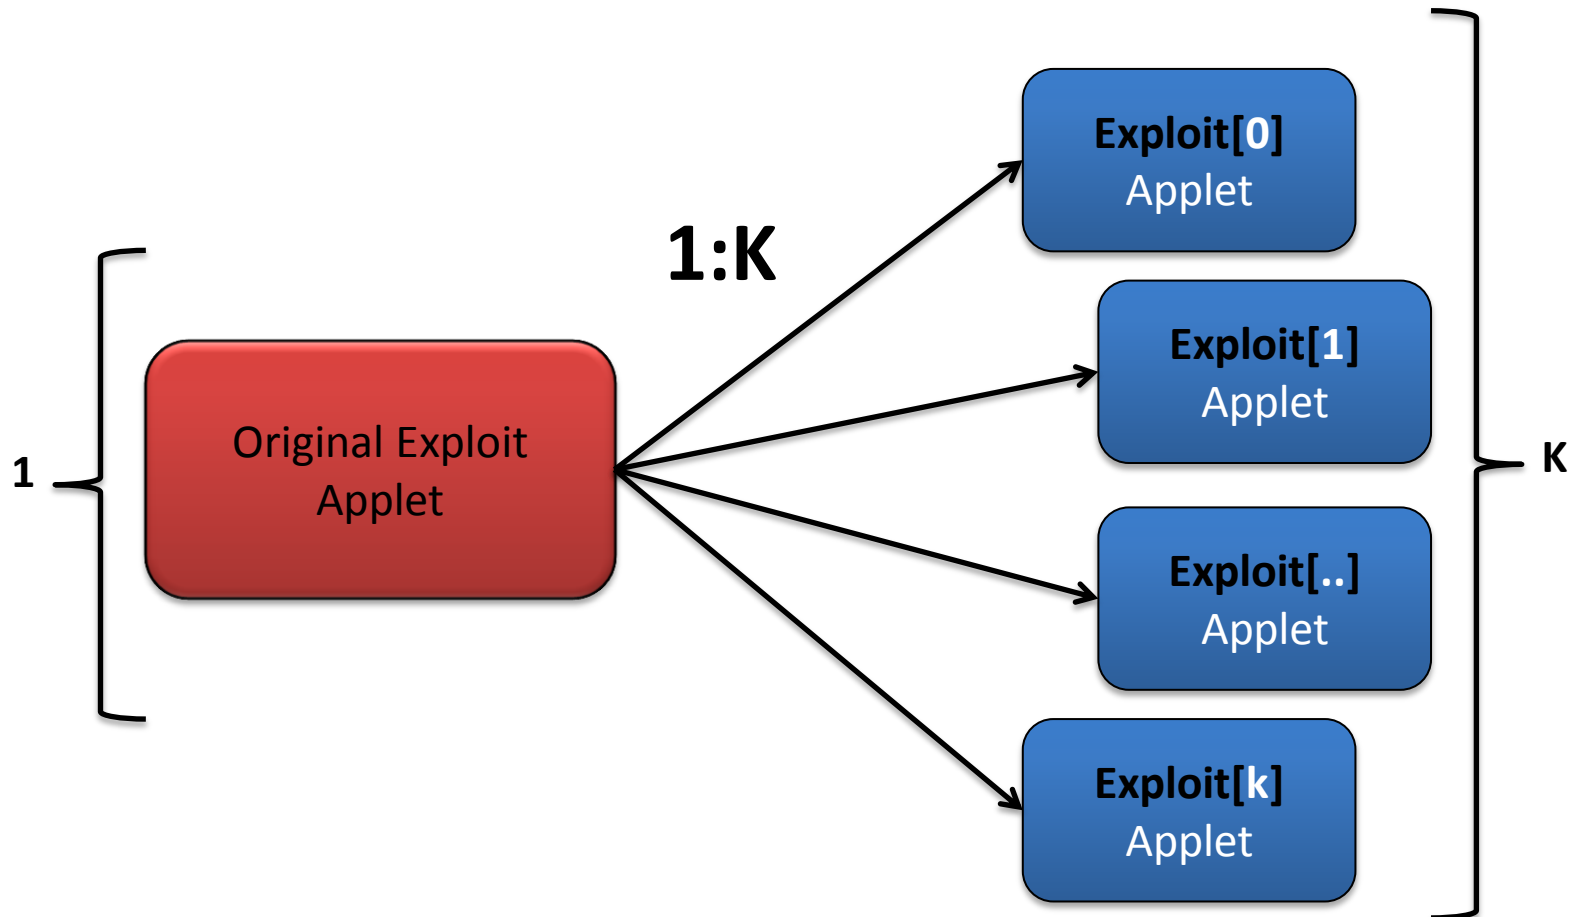 1
Original Exploit
Applet
1:K
Exploit[0]
Applet
Exploit[1]
Applet
Exploit[..]
Applet
Exploit[k]
Applet
K